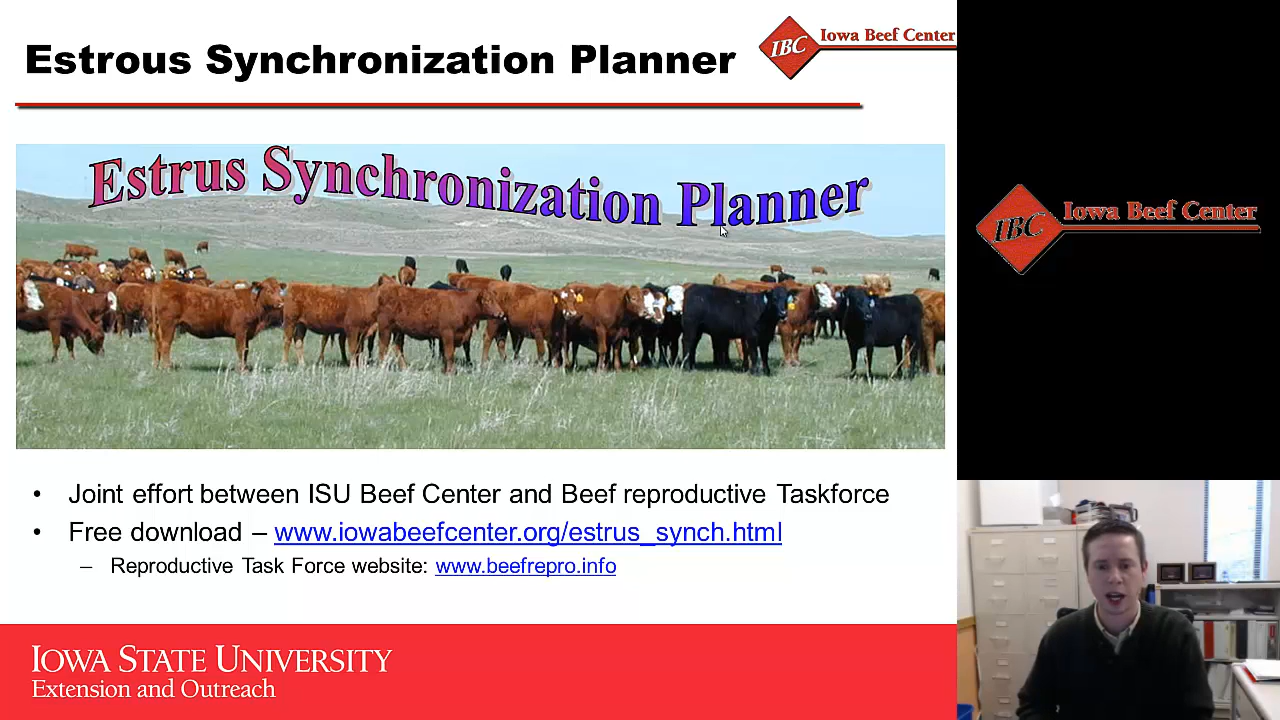 Estrous Synchronization Planner
IBC Iowa Beef Center
Estrus Synchronization Planner
IBC Iowa Beef Center
• Joint effort between ISU Beef Center and Beef reproductive Taskforce
• Free download – www.iowabeefcenter.org/estrus_synch.html
– Reproductive Task Force website: www.beefrepro.info
IOWA STATE UNIVERSITY
Extension and Outreach